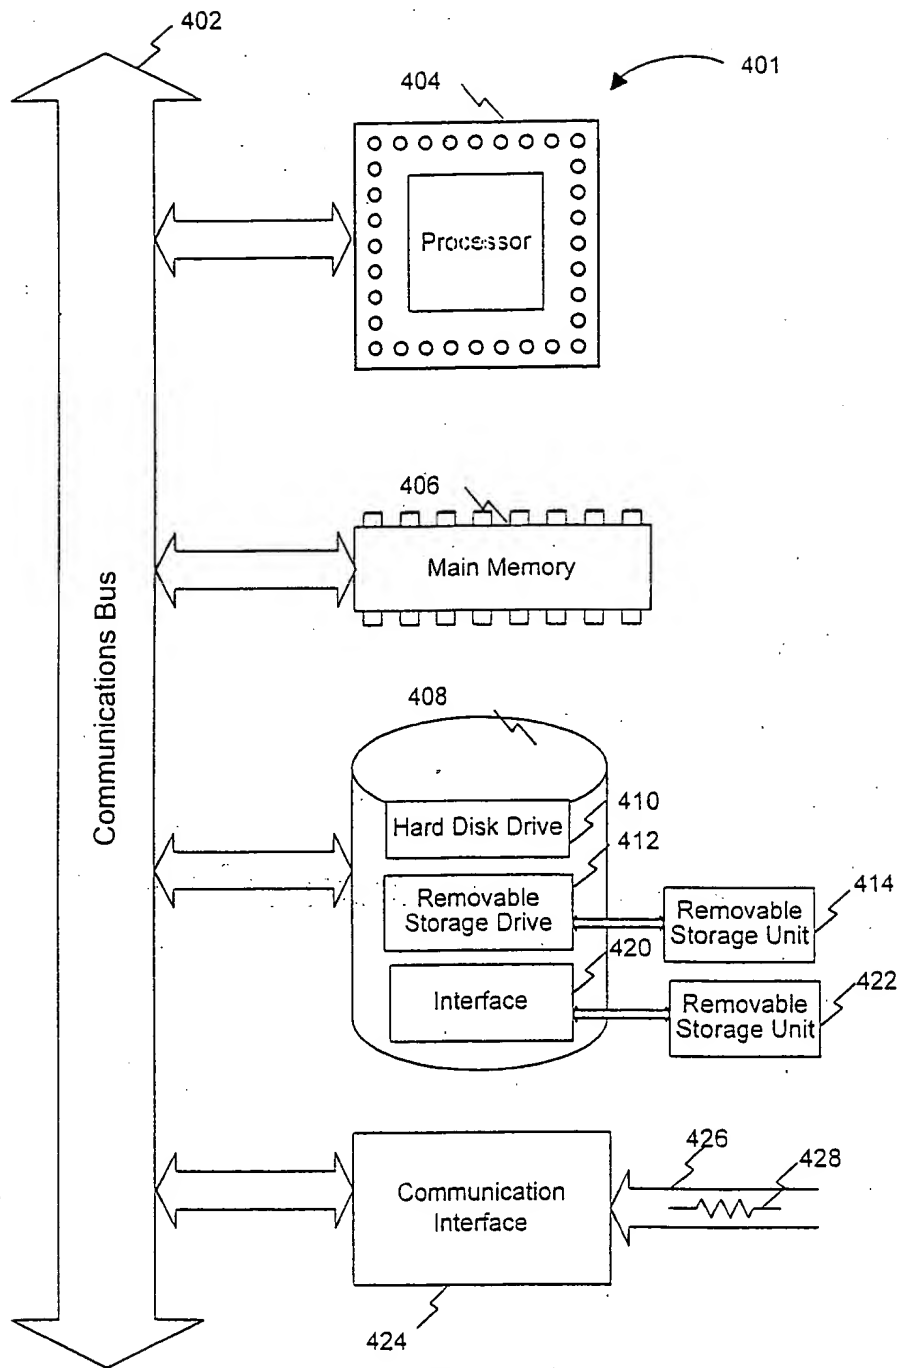 402
401
404
Processor
406
Main Memory
Communications Bus
408
Hard Disk Drive
410
412
Removable
Storage Drive
Removable
Storage Unit
414
420
Interface
Removable
Storage Unit
422
426
428
Communication
Interface
424